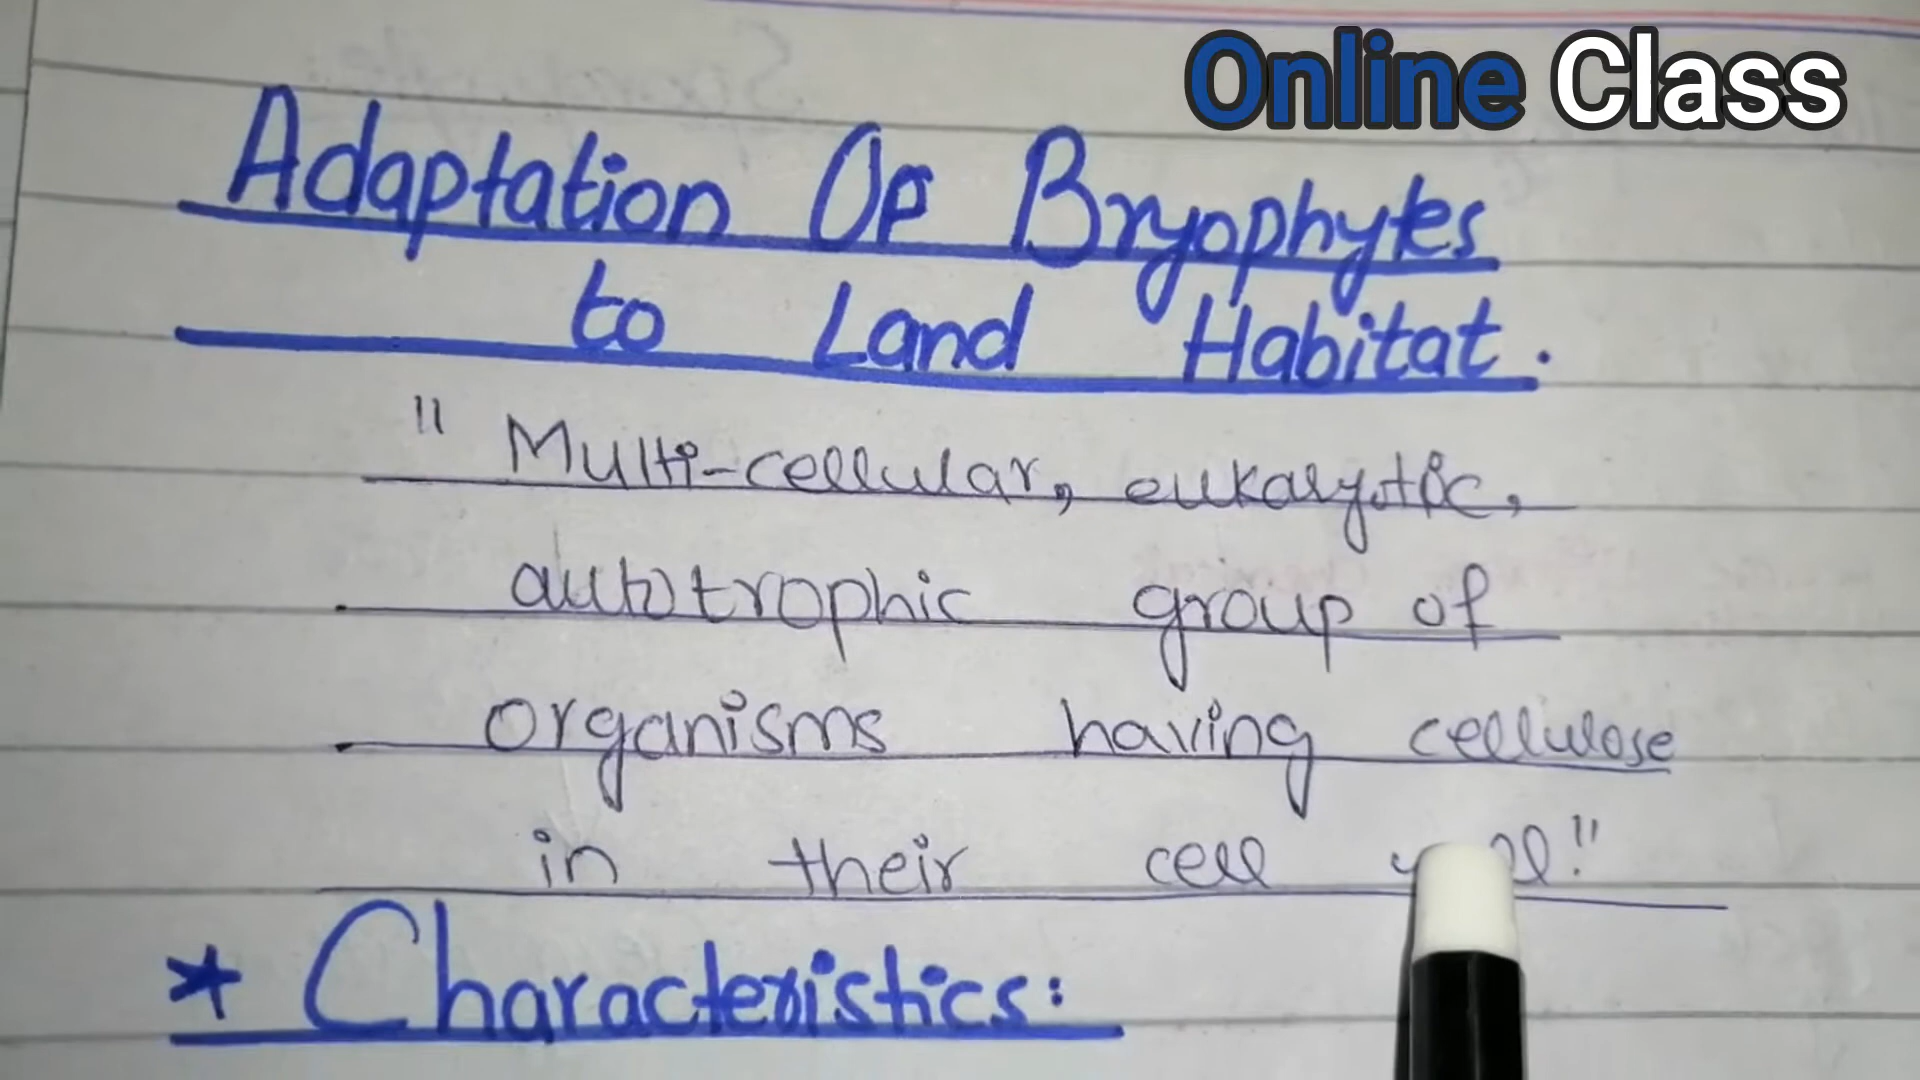 Online Class
Adaptation Of Bryophytes
to Land Habitat.
" Multi-cellular, eukarytic,
autotrophic group of
organisms having cellulose
in their cell
* Characteristics: